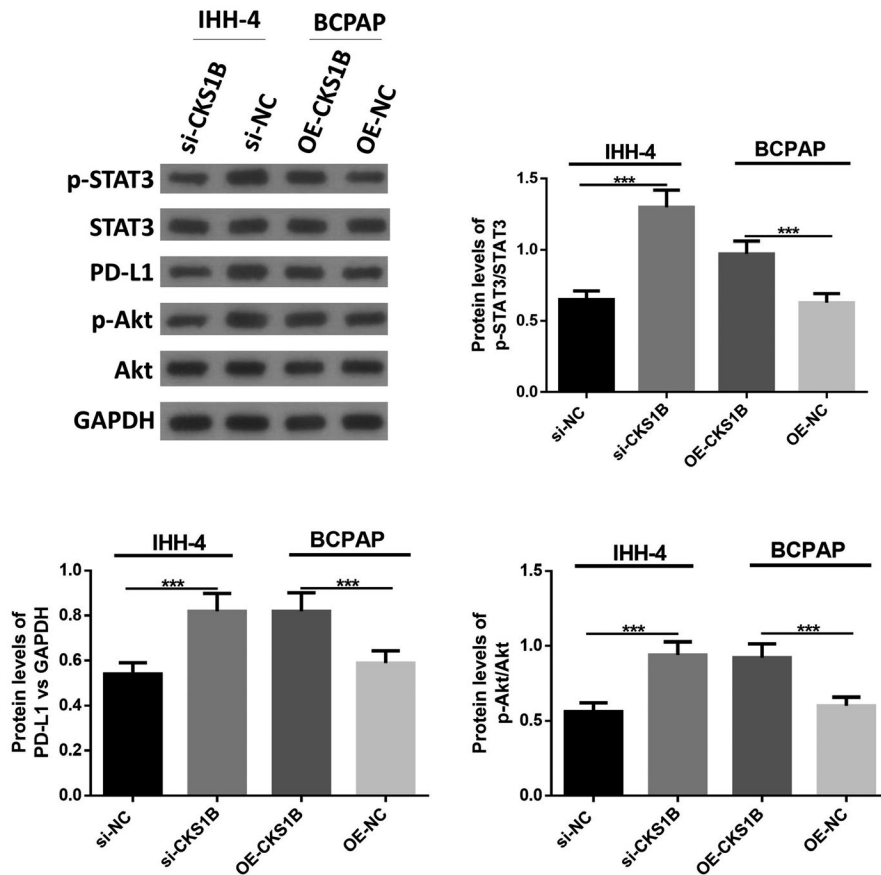 IHH-4 BCPAP
si-CKS1B si-NC OE-CKS1B OE-NC
p-STAT3
STAT3
PD-L1
p-Akt
Akt
GAPDH
IHH-4 BCPAP
***
***
Protein levels of
p-STAT3/STAT3
1.5
1.0
0.5
0.0
si-NC si-CKS1B OE-CKS1B OE-NC
IHH-4 BCPAP
*** ***
Protein levels of
PD-L1 vs GAPDH
1.0
0.8
0.6
0.4
0.2
0.0
si-NC si-CKS1B OE-CKS1B OE-NC
IHH-4 BCPAP
*** ***
Protein levels of
p-Akt/Akt
1.5
1.0
0.5
0.0
si-NC si-CKS1B OE-CKS1B OE-NC